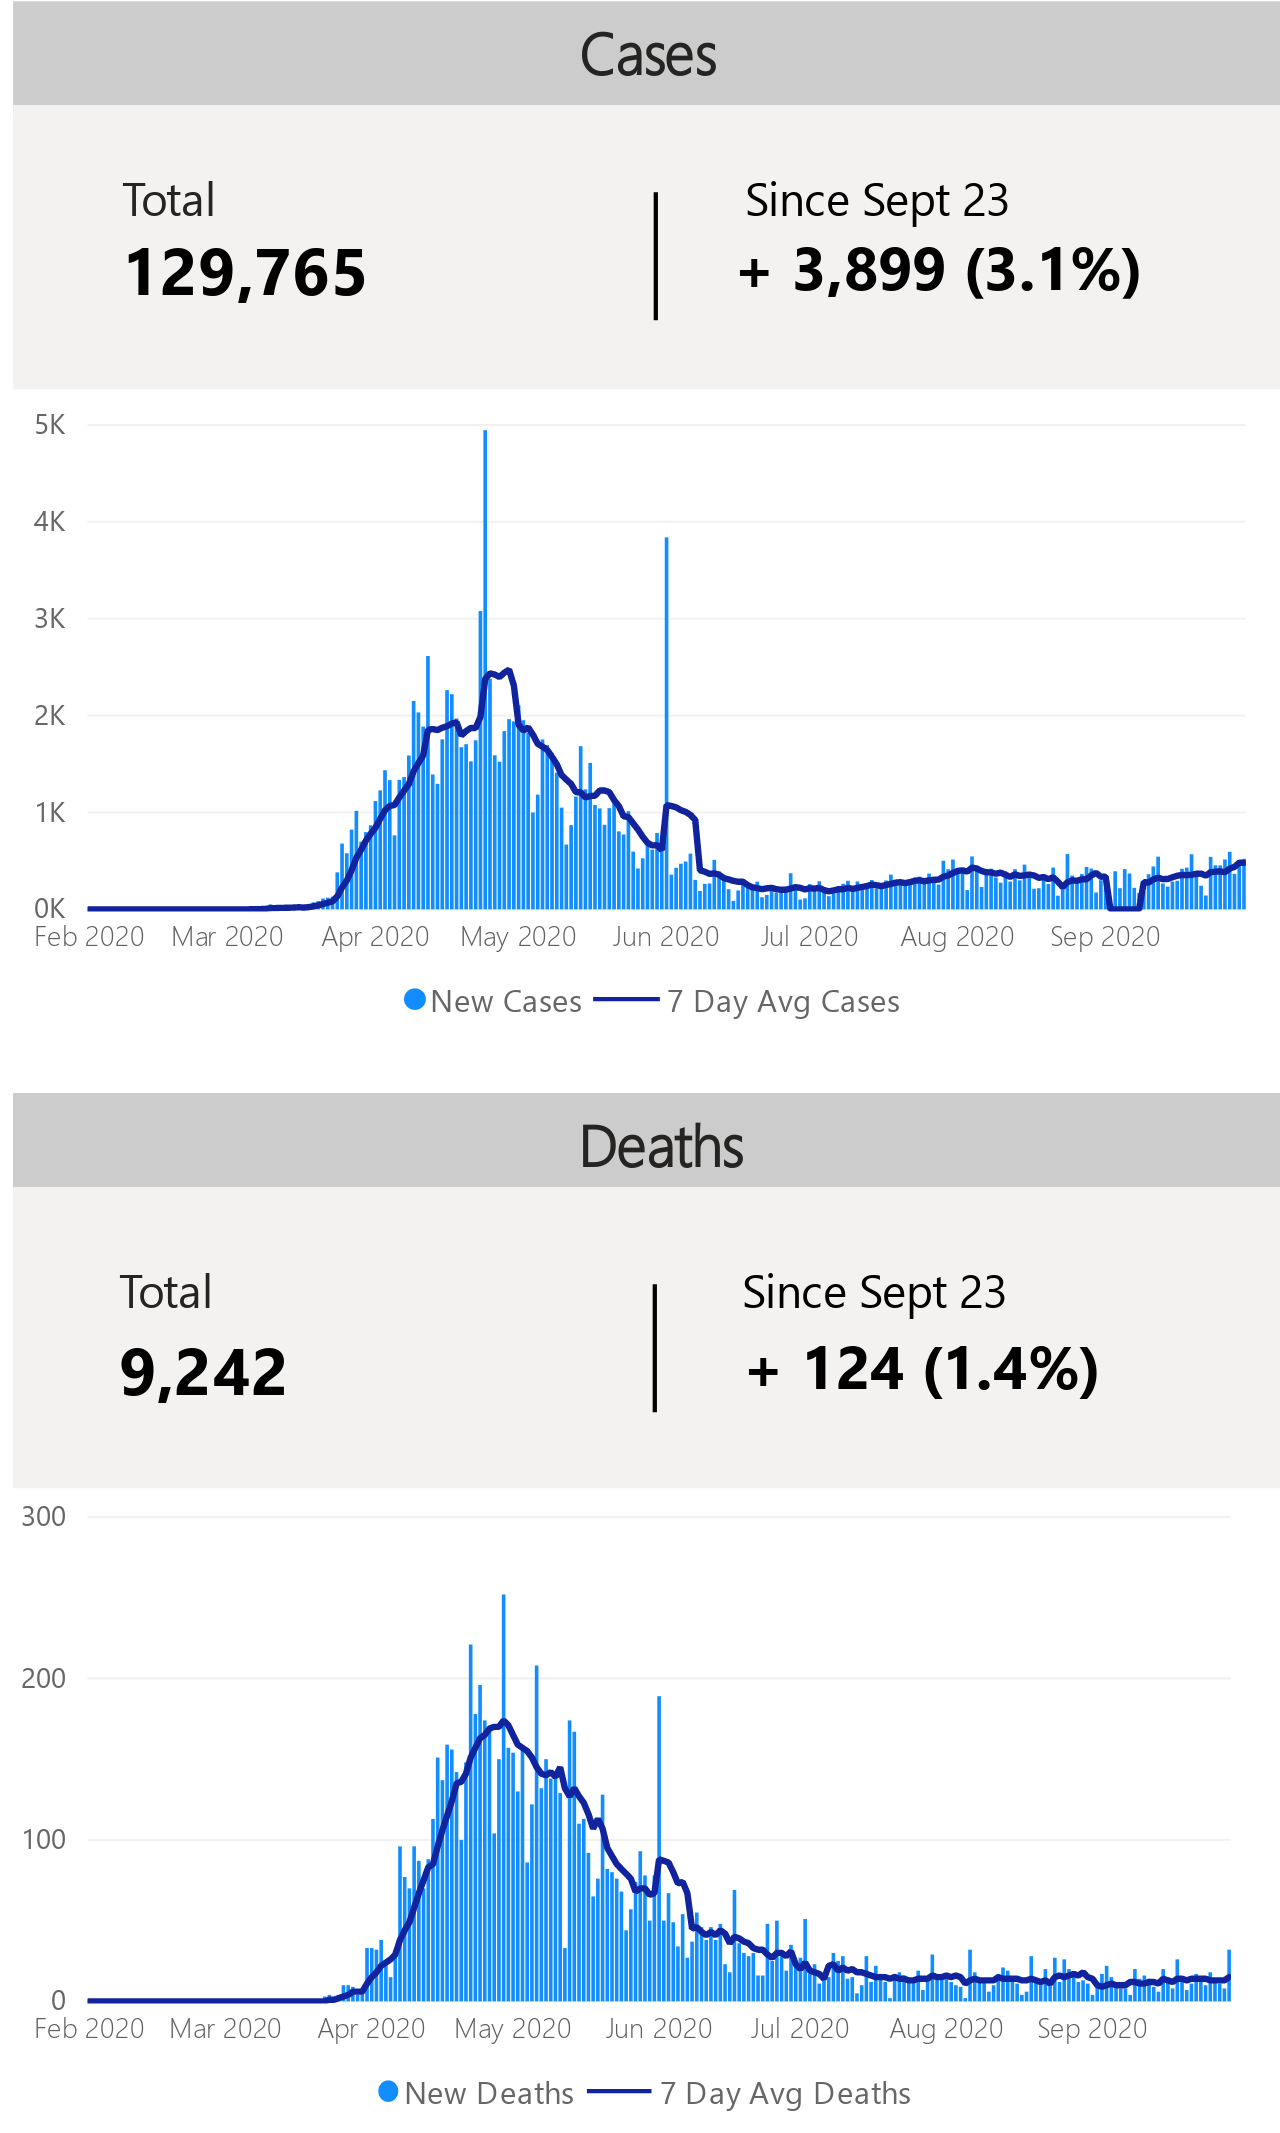 Cases
Total
Since Sept 23
129,765
+ 3,899 (3.1%)
5K
4K
3K
2K
1K
0K
Feb 2020 Mar 2020 Apr 2020 May 2020 Jun 2020 Jul 2020 Aug 2020 Sep 2020
New Cases 7 Day Avg Cases
Deaths
Total
Since Sept 23
9,242
+ 124 (1.4%)
300
200
100
0
Feb 2020 Mar 2020 Apr 2020 May 2020 Jun 2020 Jul 2020 Aug 2020 Sep 2020
New Deaths 7 Day Avg Deaths